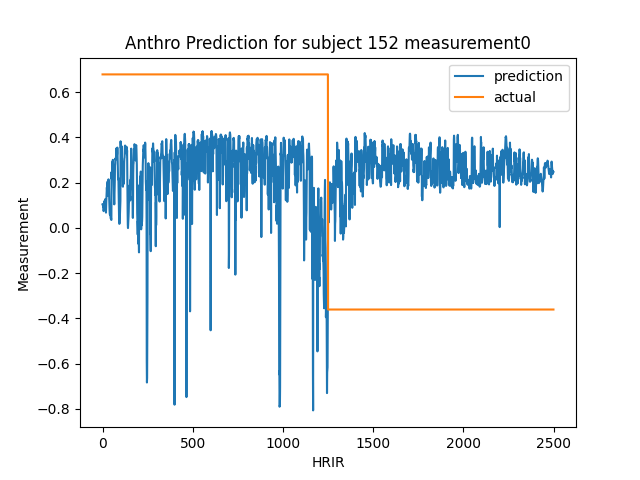 Anthro Prediction for subject 152 measurement0
prediction
actual
0.6
0.4
0.2
0.0
−0.2
−0.4
−0.6
−0.8
Measurement
0
500
1000
1500
2000
2500
HRIR